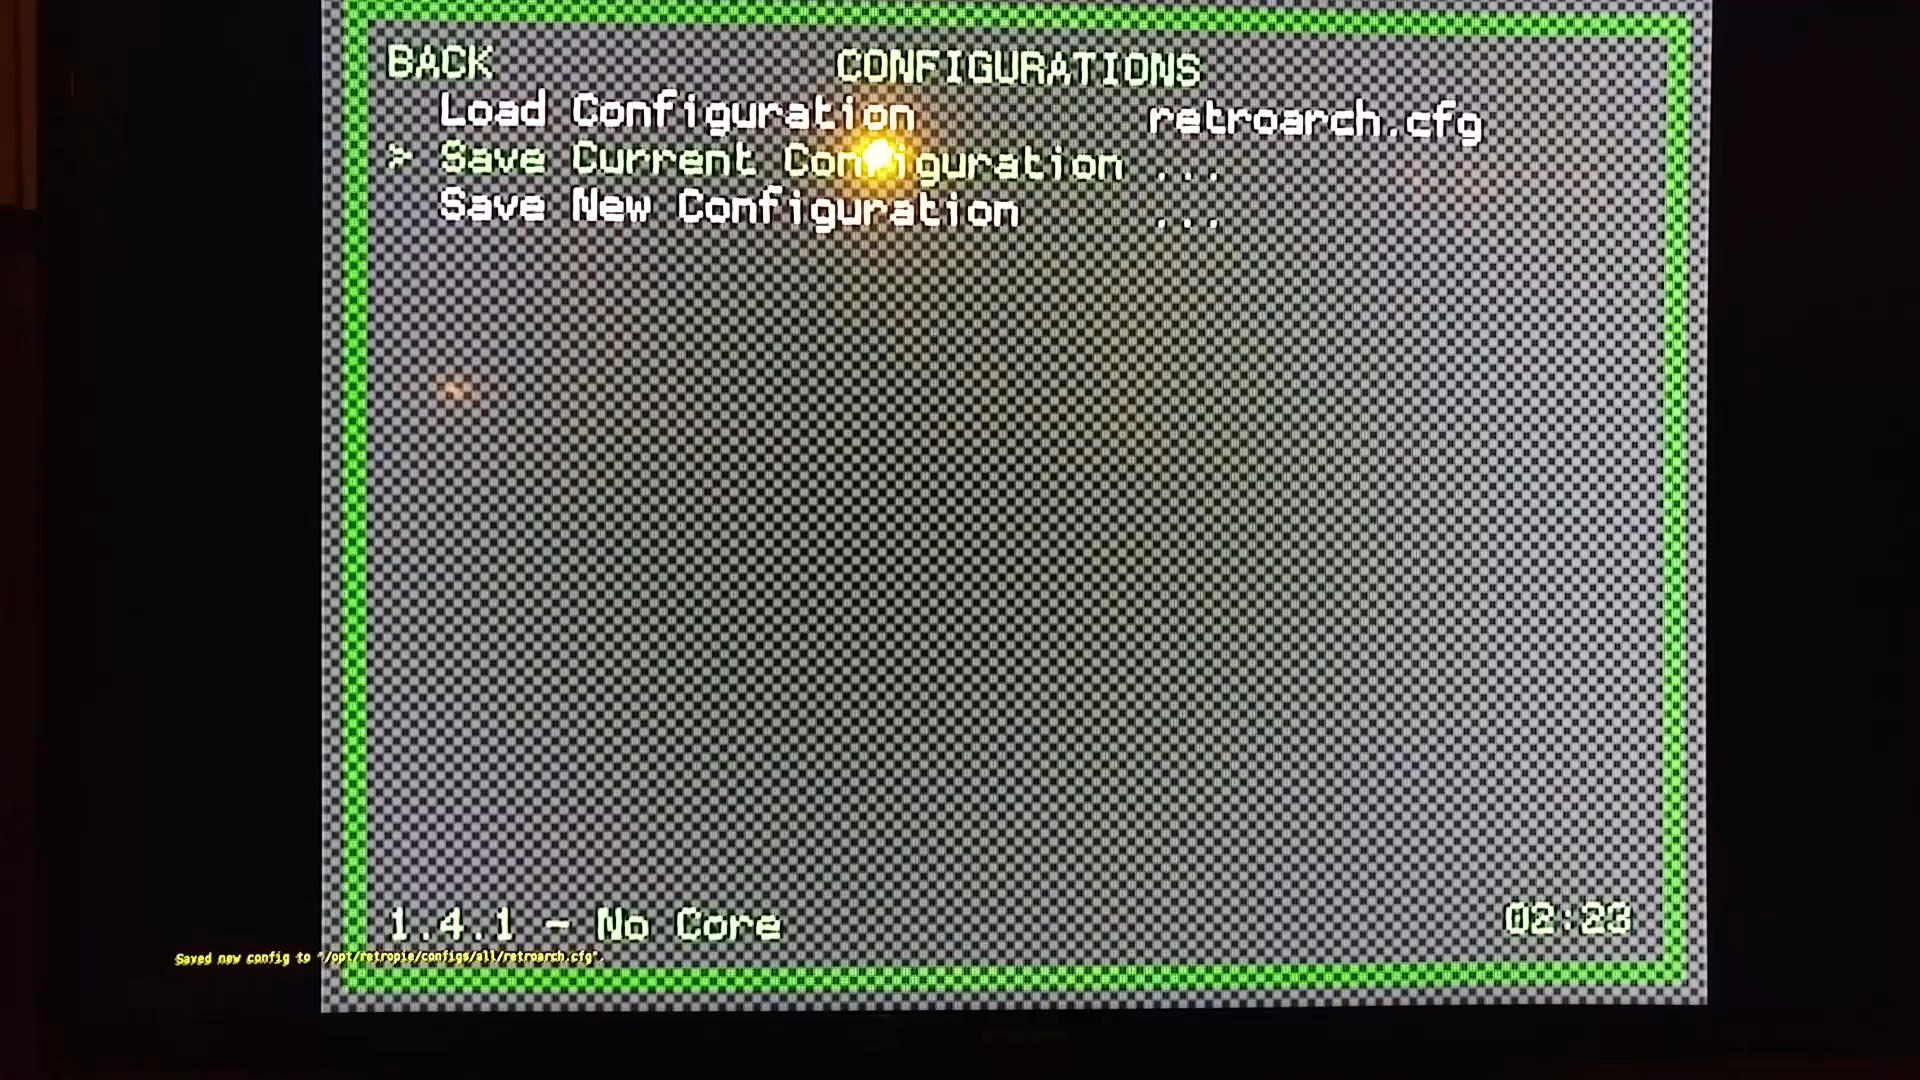 BACK CONFIGURATIONS
Load Configuration retroarch.cfg
> Save Current Configuration ...
Save New Configuration ...
1.4.1 - No Core 02:23
Saved new config to "/opt/retropie/configs/all/retroarch.cfg".